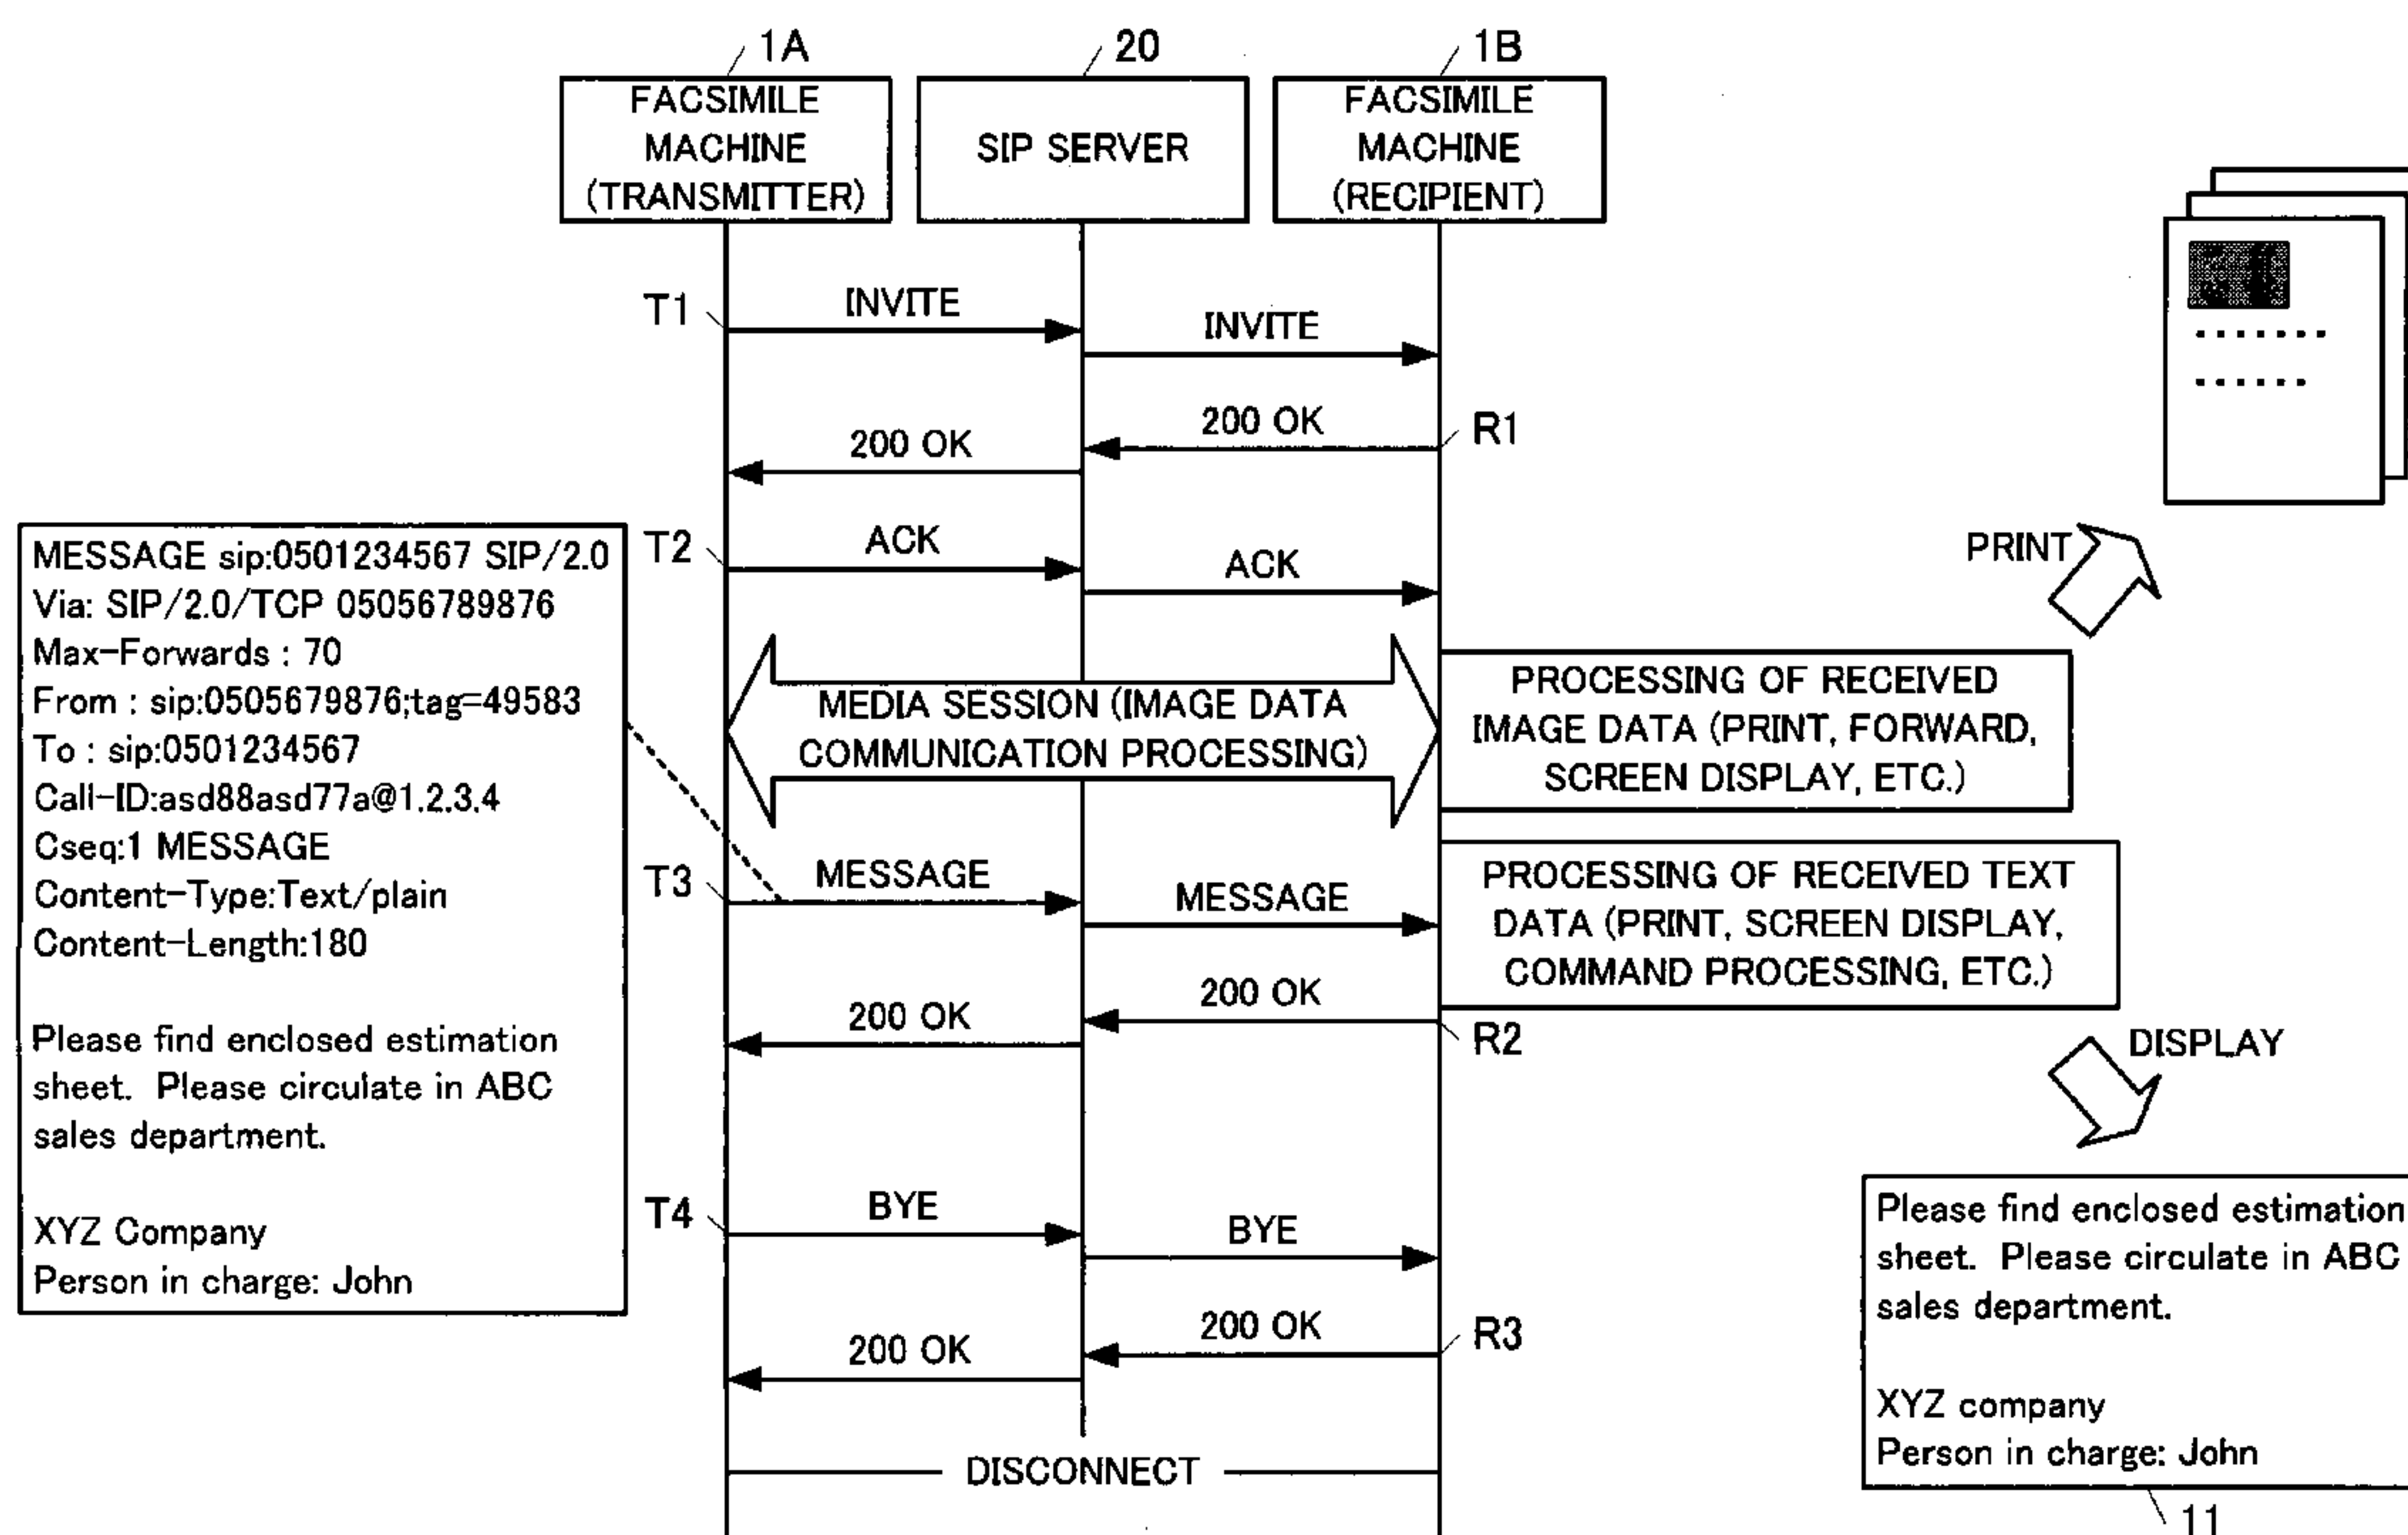 1A
20
1B
FACSIMILE
MACHINE
(TRANSMITTER)
SIP SERVER
FACSIMILE
MACHINE
(RECIPIENT)
T1
INVITE
INVITE
200 OK
R1
200 OK
T2
ACK
ACK
PRINT
MESSAGE sip:0501234567 SIP/2.0
Via: SIP/2.0/TCP 05056789876
Max-Forwards : 70
From : sip:0505679876;tag=49583
To : sip:0501234567
Call-ID:asd88asd77a@1.2.3.4
Cseq:1 MESSAGE
Content-Type:Text/plain
Content-Length:180
Please find enclosed estimation
sheet. Please circulate in ABC
sales department.
XYZ Company
Person in charge: John
MEDIA SESSION (IMAGE DATA
COMMUNICATION PROCESSING)
PROCESSING OF RECEIVED
IMAGE DATA (PRINT, FORWARD,
SCREEN DISPLAY, ETC.)
T3
MESSAGE
MESSAGE
PROCESSING OF RECEIVED TEXT
DATA (PRINT, SCREEN DISPLAY,
COMMAND PROCESSING, ETC.)
200 OK
200 OK
R2
DISPLAY
T4
BYE
BYE
200 OK
R3
200 OK
DISCONNECT
Please find enclosed estimation
sheet. Please circulate in ABC
sales department.
XYZ company
Person in charge: John
11